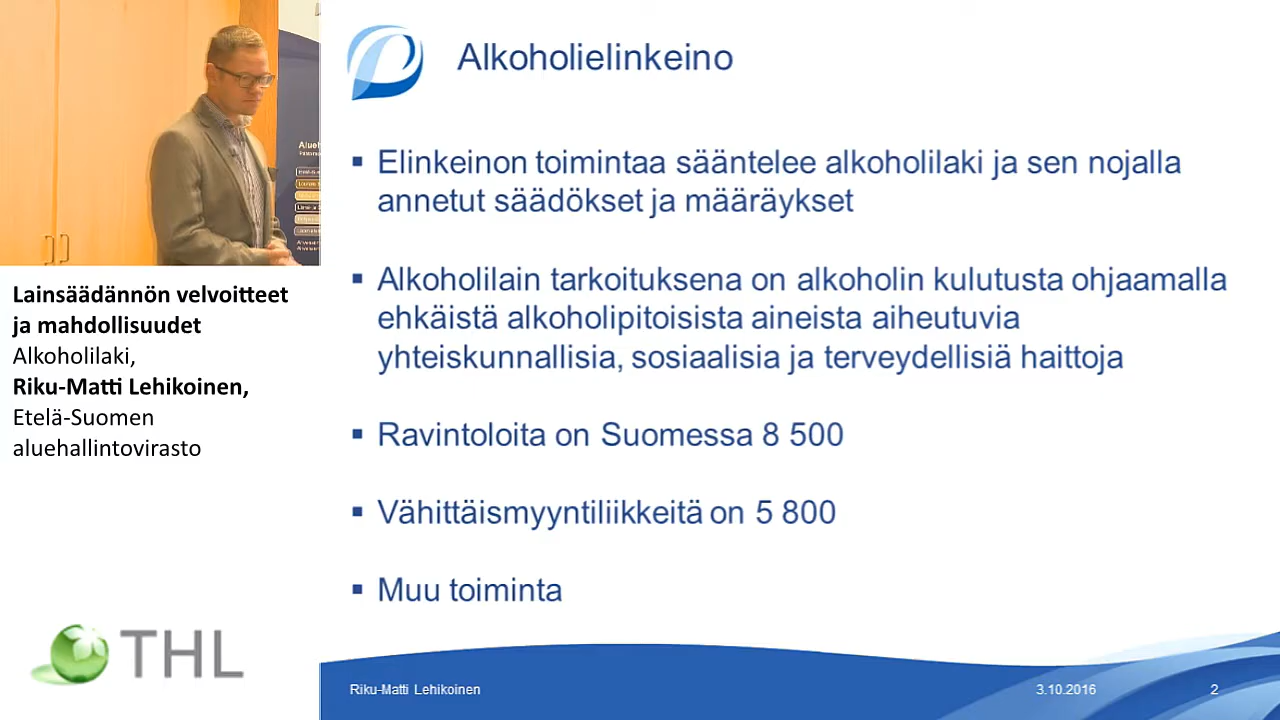 Alkoholielinkeino
Elinkeinon toimintaa sääntelee alkoholilaki ja sen nojalla
annetut säädökset ja määräykset
Alkoholilain tarkoituksena on alkoholin kulutusta ohjaamalla
ehkäistä alkoholipitoisista aineista aiheutuvia
yhteiskunnallisia, sosiaalisia ja terveydellisiä haittoja
Ravintoloita on Suomessa 8 500
Vähittäismyyntiliikkeitä on 5 800
Muu toiminta
Riku-Matti Lehikoinen
3.10.2016
2
Lainsäädännön velvoitteet
ja mahdollisuudet
Alkoholilaki,
Riku-Matti Lehikoinen,
Etelä-Suomen
aluehallintovirasto
THL